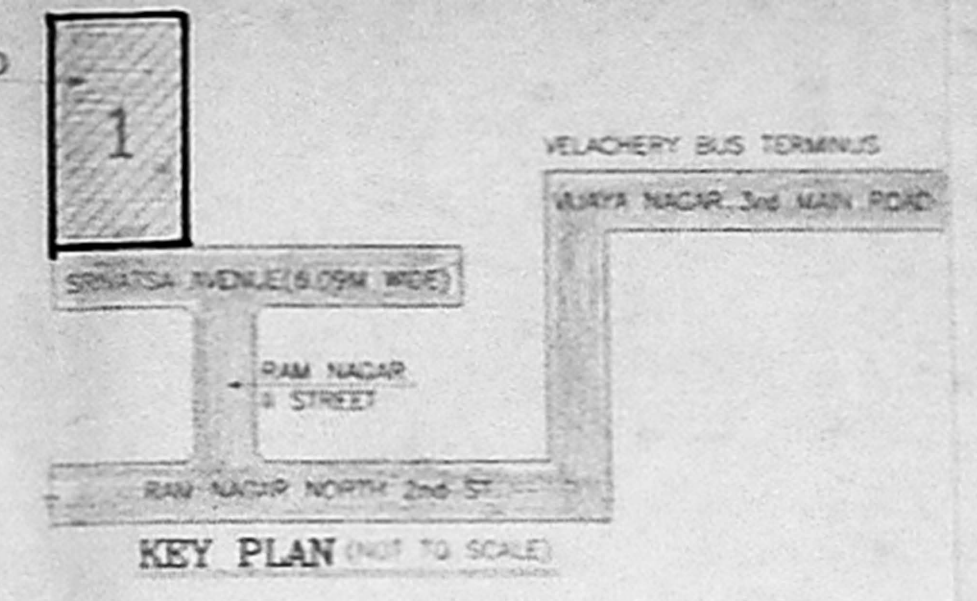 1
VELACHERY BUS TERMINUS
VIJAYA NAGAR 3rd MAIN ROAD
SRIVATSA AVENUE(6.09M WIDE)
RAM NAGAR
STREET
RAM NAGAR NORTH 2nd ST
KEY PLAN (NOT TO SCALE)